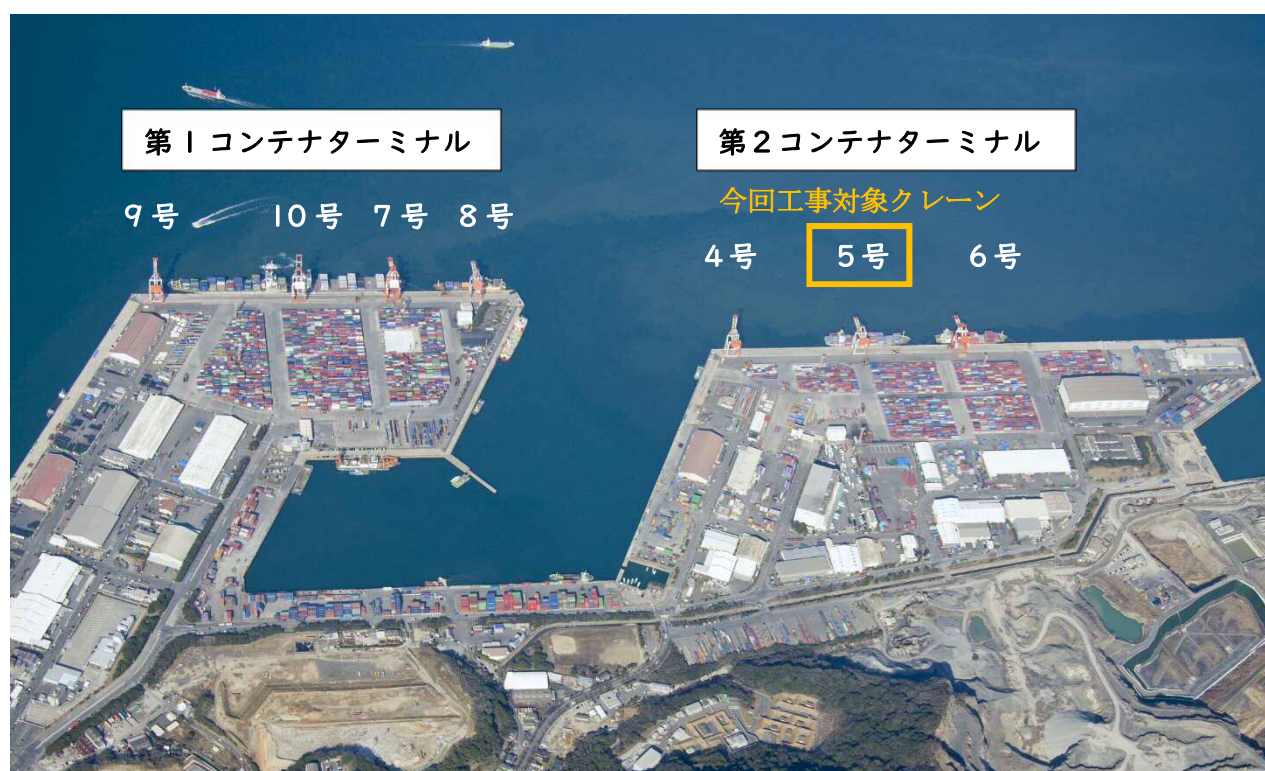 第1コンテナターミナル
9号 10号 7号 8号
第2コンテナターミナル
今回工事対象クレーン
4号 5号 6号